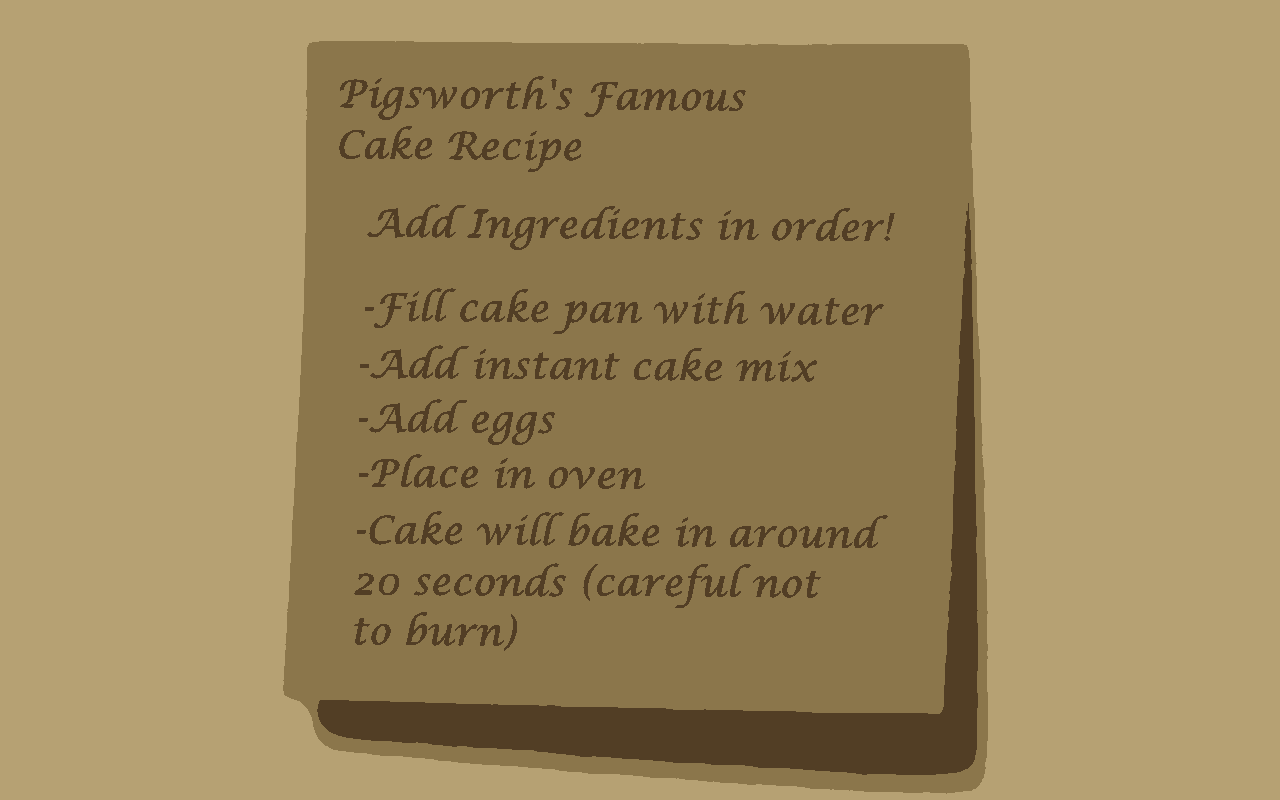 Pigsworth's Famous
Cake Recipe
Add Ingredients in order!
-Fill cake pan with water
-Add instant cake mix
-Add eggs
-Place in oven
-Cake will bake in around
20 seconds (careful not
to burn)